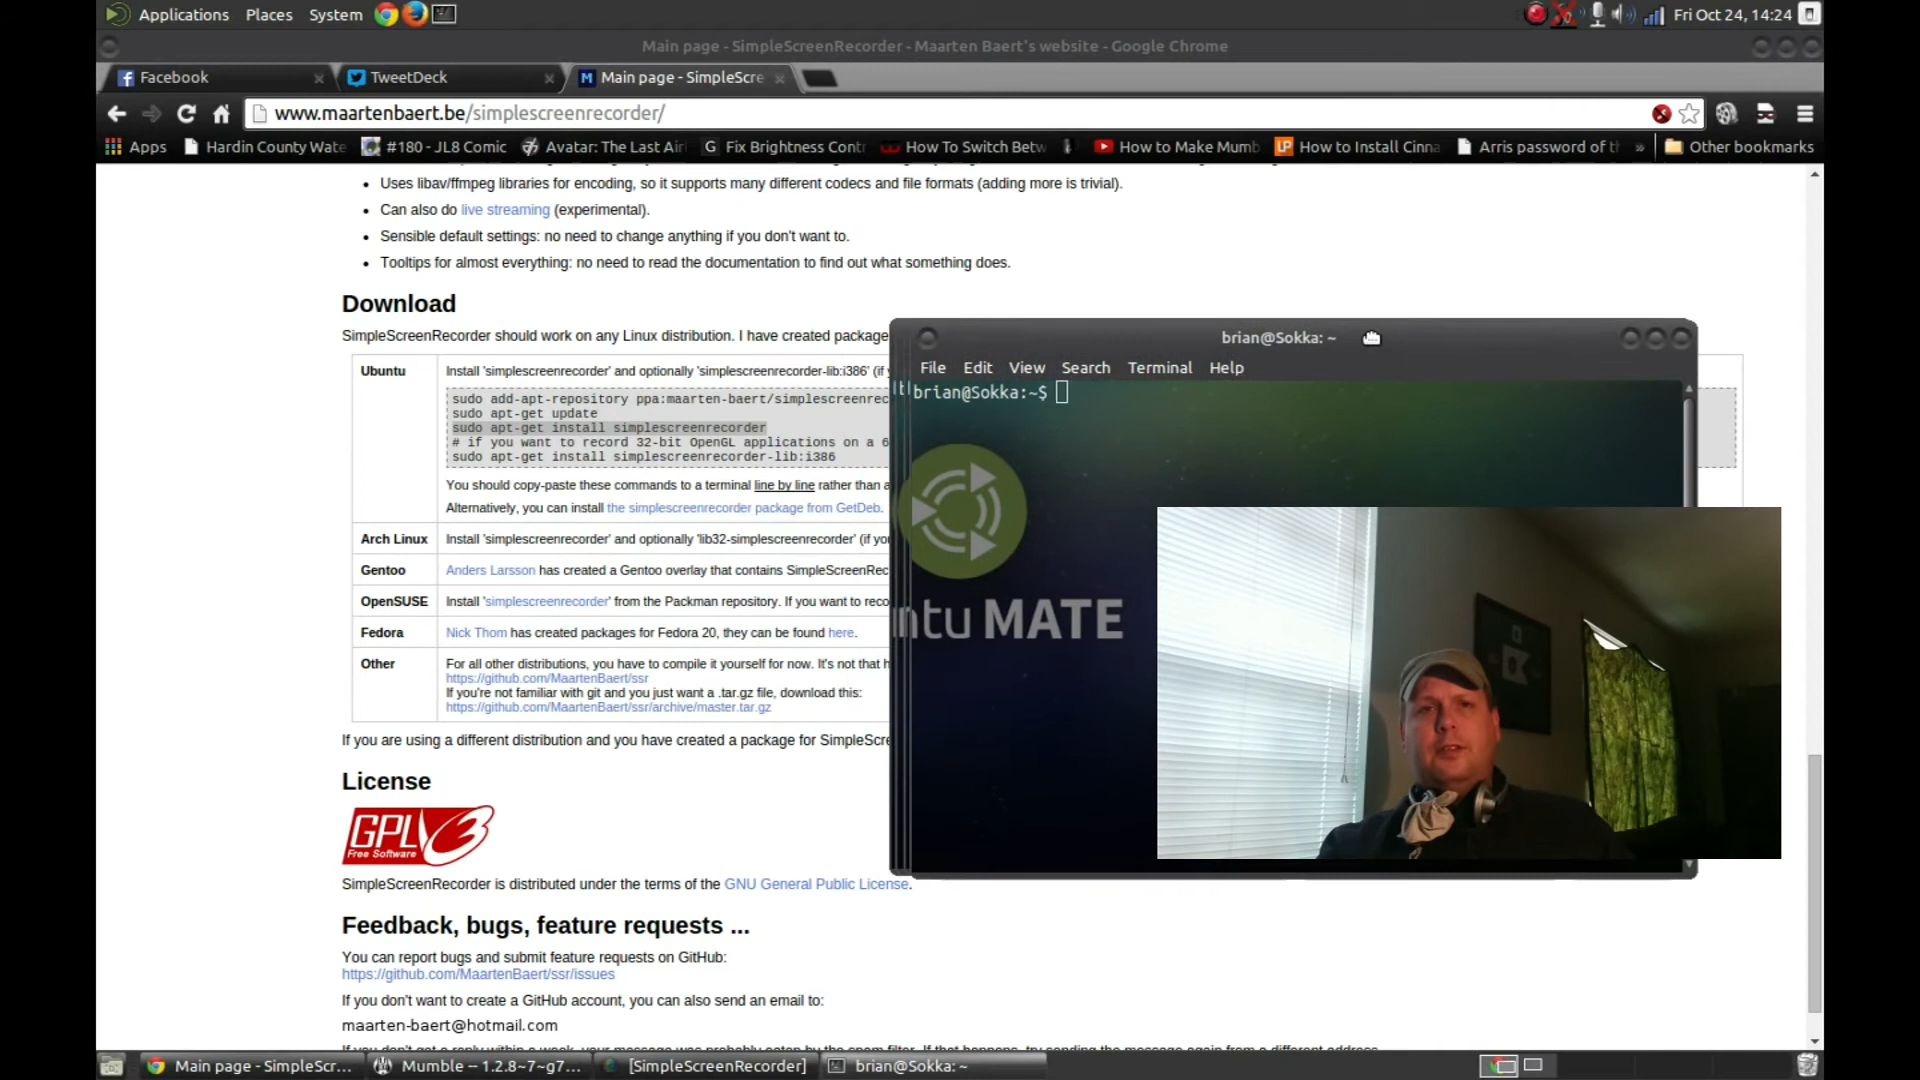 Applications Places System
Fri Oct 24, 14:24
Main page - SimpleScreenRecorder - Maarten Baert's website - Google Chrome
Facebook
TweetDeck
Main page - SimpleScre
www.maartenbaert.be/simplescreenrecorder/
Apps Hardin County Wate #180 - JL8 Comic Avatar: The Last Air Fix Brightness Contr How To Switch Betw How to Make Mumb How to Install Cinna Arris password of t » Other bookmarks
Uses libav/ffmpeg libraries for encoding, so it supports many different codecs and file formats (adding more is trivial).
Can also do live streaming (experimental).
Sensible default settings: no need to change anything if you don't want to.
Tooltips for almost everything: no need to read the documentation to find out what something does.
Download
SimpleScreenRecorder should work on any Linux distribution. I have created package
Ubuntu
Install 'simplescreenrecorder' and optionally 'simplescreenrecorder-lib:i386' (if y
sudo add-apt-repository ppa:maarten-baert/simplescreenrec
sudo apt-get update
sudo apt-get install simplescreenrecorder
# if you want to record 32-bit OpenGL applications on a 6
sudo apt-get install simplescreenrecorder-lib:i386
You should copy-paste these commands to a terminal line by line rather than a
Alternatively, you can install the simplescreenrecorder package from GetDeb.
Arch Linux
Install 'simplescreenrecorder' and optionally 'lib32-simplescreenrecorder' (if you
Gentoo
Anders Larsson has created a Gentoo overlay that contains SimpleScreenRec
OpenSUSE
Install 'simplescreenrecorder' from the Packman repository. If you want to reco
Fedora
Nick Thom has created packages for Fedora 20, they can be found here.
Other
For all other distributions, you have to compile it yourself for now. It's not that h
https://github.com/MaartenBaert/ssr
If you're not familiar with git and you just want a .tar.gz file, download this:
https://github.com/MaartenBaert/ssr/archive/master.tar.gz
If you are using a different distribution and you have created a package for SimpleScre
License
GPL 3
Free Software
SimpleScreenRecorder is distributed under the terms of the GNU General Public License.
Feedback, bugs, feature requests ...
You can report bugs and submit feature requests on GitHub:
https://github.com/MaartenBaert/ssr/issues
If you don't want to create a GitHub account, you can also send an email to:
maarten-baert@hotmail.com
brian@Sokka: ~
File Edit View Search Terminal Help
brian@Sokka:~$
ntu MATE
Main page - SimpleScr...
Mumble -- 1.2.8~7~g7...
[SimpleScreenRecorder]
brian@Sokka: ~